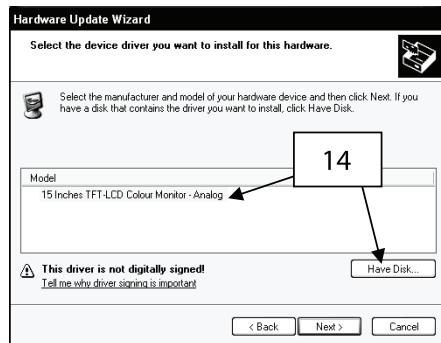 Hardware Update Wizard
Select the device driver you want to install for this hardware.
Select the manufacturer and model of your hardware device and then click Next. If you
have a disk that contains the driver you want to install, click Have Disk.
14
Model
15 Inches TFT-LCD Colour Monitor - Analog
This driver is not digitally signed!
Tell me why driver signing is important
Have Disk...
< Back
Next >
Cancel